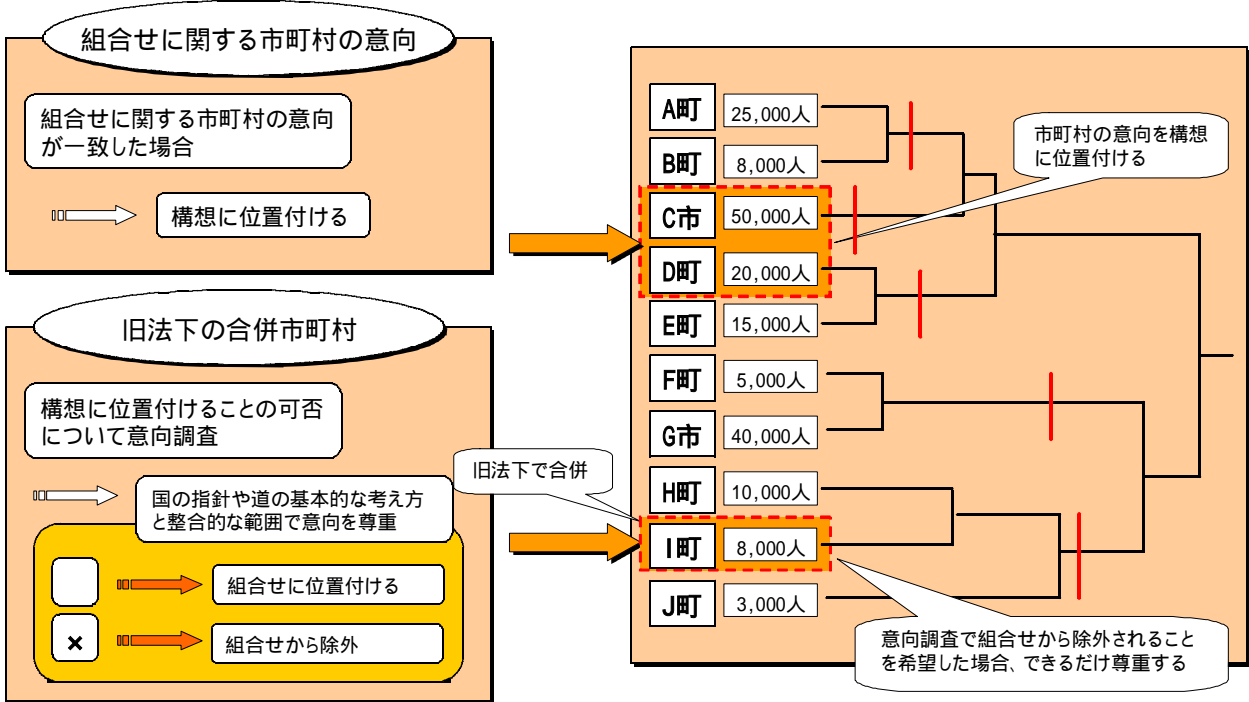 組合せに関する市町村の意向
組合せに関する市町村の意向
が一致した場合
構想に位置付ける
旧法下の合併市町村
構想に位置付けることの可否
について意向調査
国の指針や道の基本的な考え方
と整合的な範囲で意向を尊重
組合せに位置付ける
×
組合せから除外
A町 25,000人
B町 8,000人
C市 50,000人
D町 20,000人
E町 15,000人
F町 5,000人
G市 40,000人
H町 10,000人
I町 8,000人
J町 3,000人
市町村の意向を構想
に位置付ける
旧法下で合併
意向調査で組合せから除外されること
を希望した場合、できるだけ尊重する